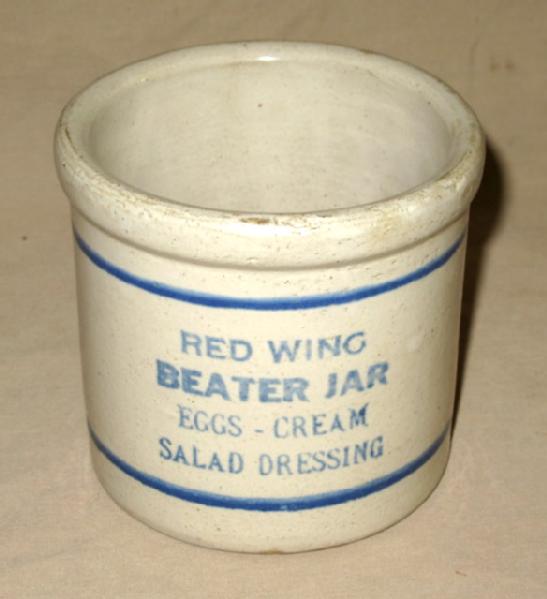 RED WING
BEATER JAR
EGGS - CREAM
SALAD DRESSING